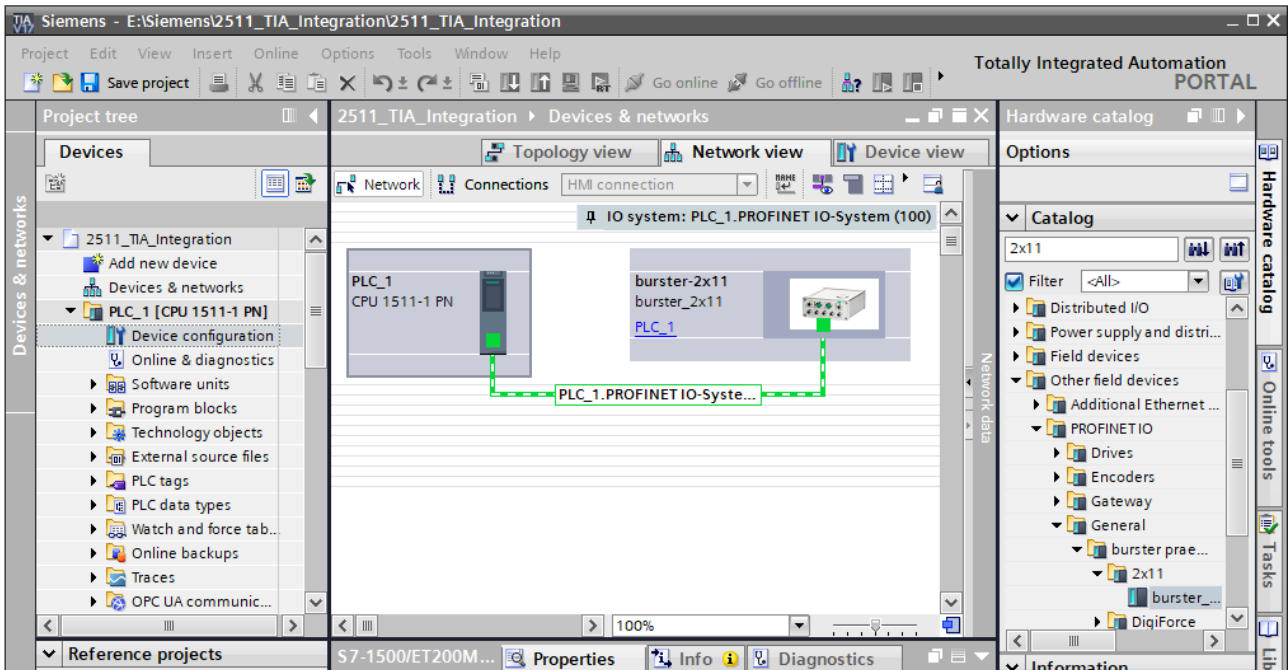 TIA V17 Siemens - E:\Siemens\2511_TIA_Integration\2511_TIA_Integration
Project Edit View Insert Online Options Tools Window Help
Totally Integrated Automation
PORTAL
Save project
Go online
Go offline
RT
Project tree
2511_TIA_Integration Devices & networks
Hardware catalog
Devices
Topology view
Network view
Device view
Options
Network
Connections
HMI connection
NAME
IO system: PLC_1.PROFINET IO-System (100)
Devices & networks
2511_TIA_Integration
Add new device
Devices & networks
PLC_1 [CPU 1511-1 PN]
Device configuration
Online & diagnostics
Software units
Program blocks
Technology objects
External source files
PLC tags
PLC data types
Watch and force tab...
Online backups
Traces
OPC UA communic...
Reference projects
PLC_1
CPU 1511-1 PN
burster-2x11
burster_2x11
PLC_1
PLC_1.PROFINET IO-Syste...
Network data
100%
S7-1500/ET200M...
Properties
Info
Diagnostics
Catalog
2x11
Filter
<All>
Distributed I/O
Power supply and distri...
Field devices
Other field devices
Additional Ethernet ...
PROFINET IO
Drives
Encoders
Gateway
General
burster prae...
2x11
burster_...
DigiForce
Information
Hardware catalog
Online tools
Tasks